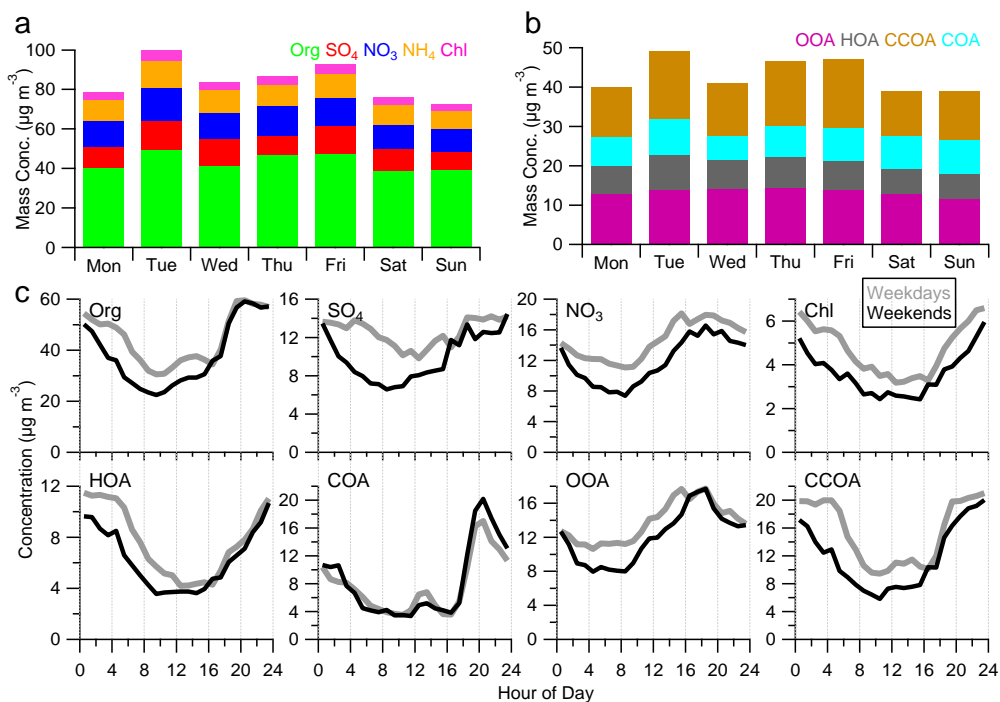 a
Org SO4 NO3 NH4 Chl
Mass Conc. (µg m-3)
100
80
60
40
20
0
Mon Tue Wed Thu Fri Sat Sun
b
OOA HOA CCOA COA
Mass Conc. (µg m-3)
50
40
30
20
10
0
Mon Tue Wed Thu Fri Sat Sun
c
Concentration (µg m-3)
Org
60
40
20
0
SO4
16
12
8
4
0
NO3
20
16
12
8
4
0
Chl
Weekdays
Weekends
6
4
2
0
HOA
12
8
4
0
0 4 8 12 16 20 24
COA
20
16
12
8
4
0
0 4 8 12 16 20 24
OOA
16
12
8
4
0
0 4 8 12 16 20 24
CCOA
20
16
12
8
4
0
0 4 8 12 16 20 24
Hour of Day